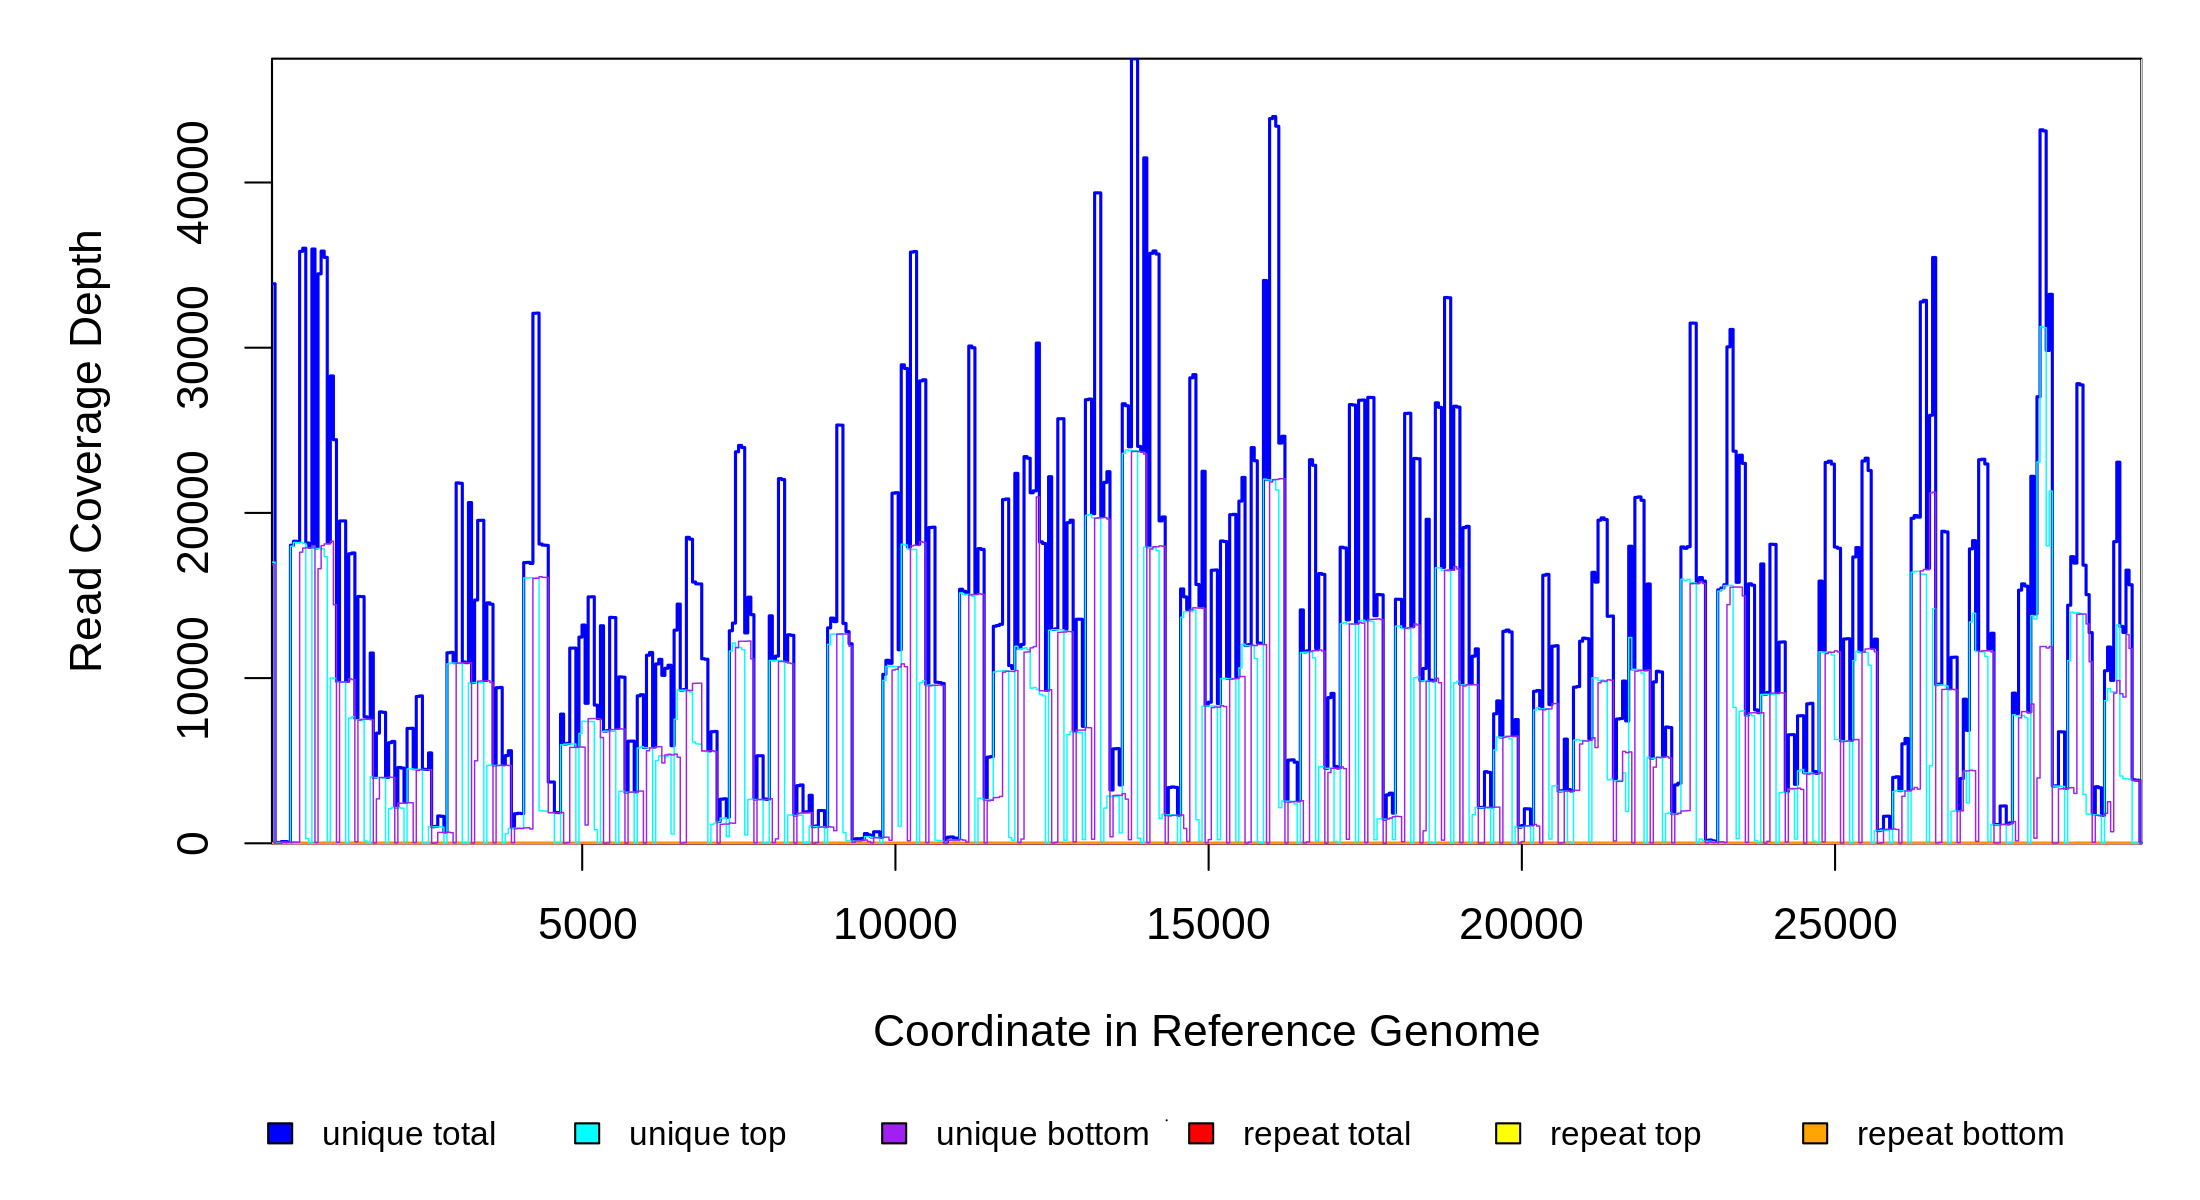 Read Coverage Depth
40000
30000
20000
10000
0
5000 10000 15000 20000 25000
Coordinate in Reference Genome
unique total unique top unique bottom repeat total repeat top repeat bottom